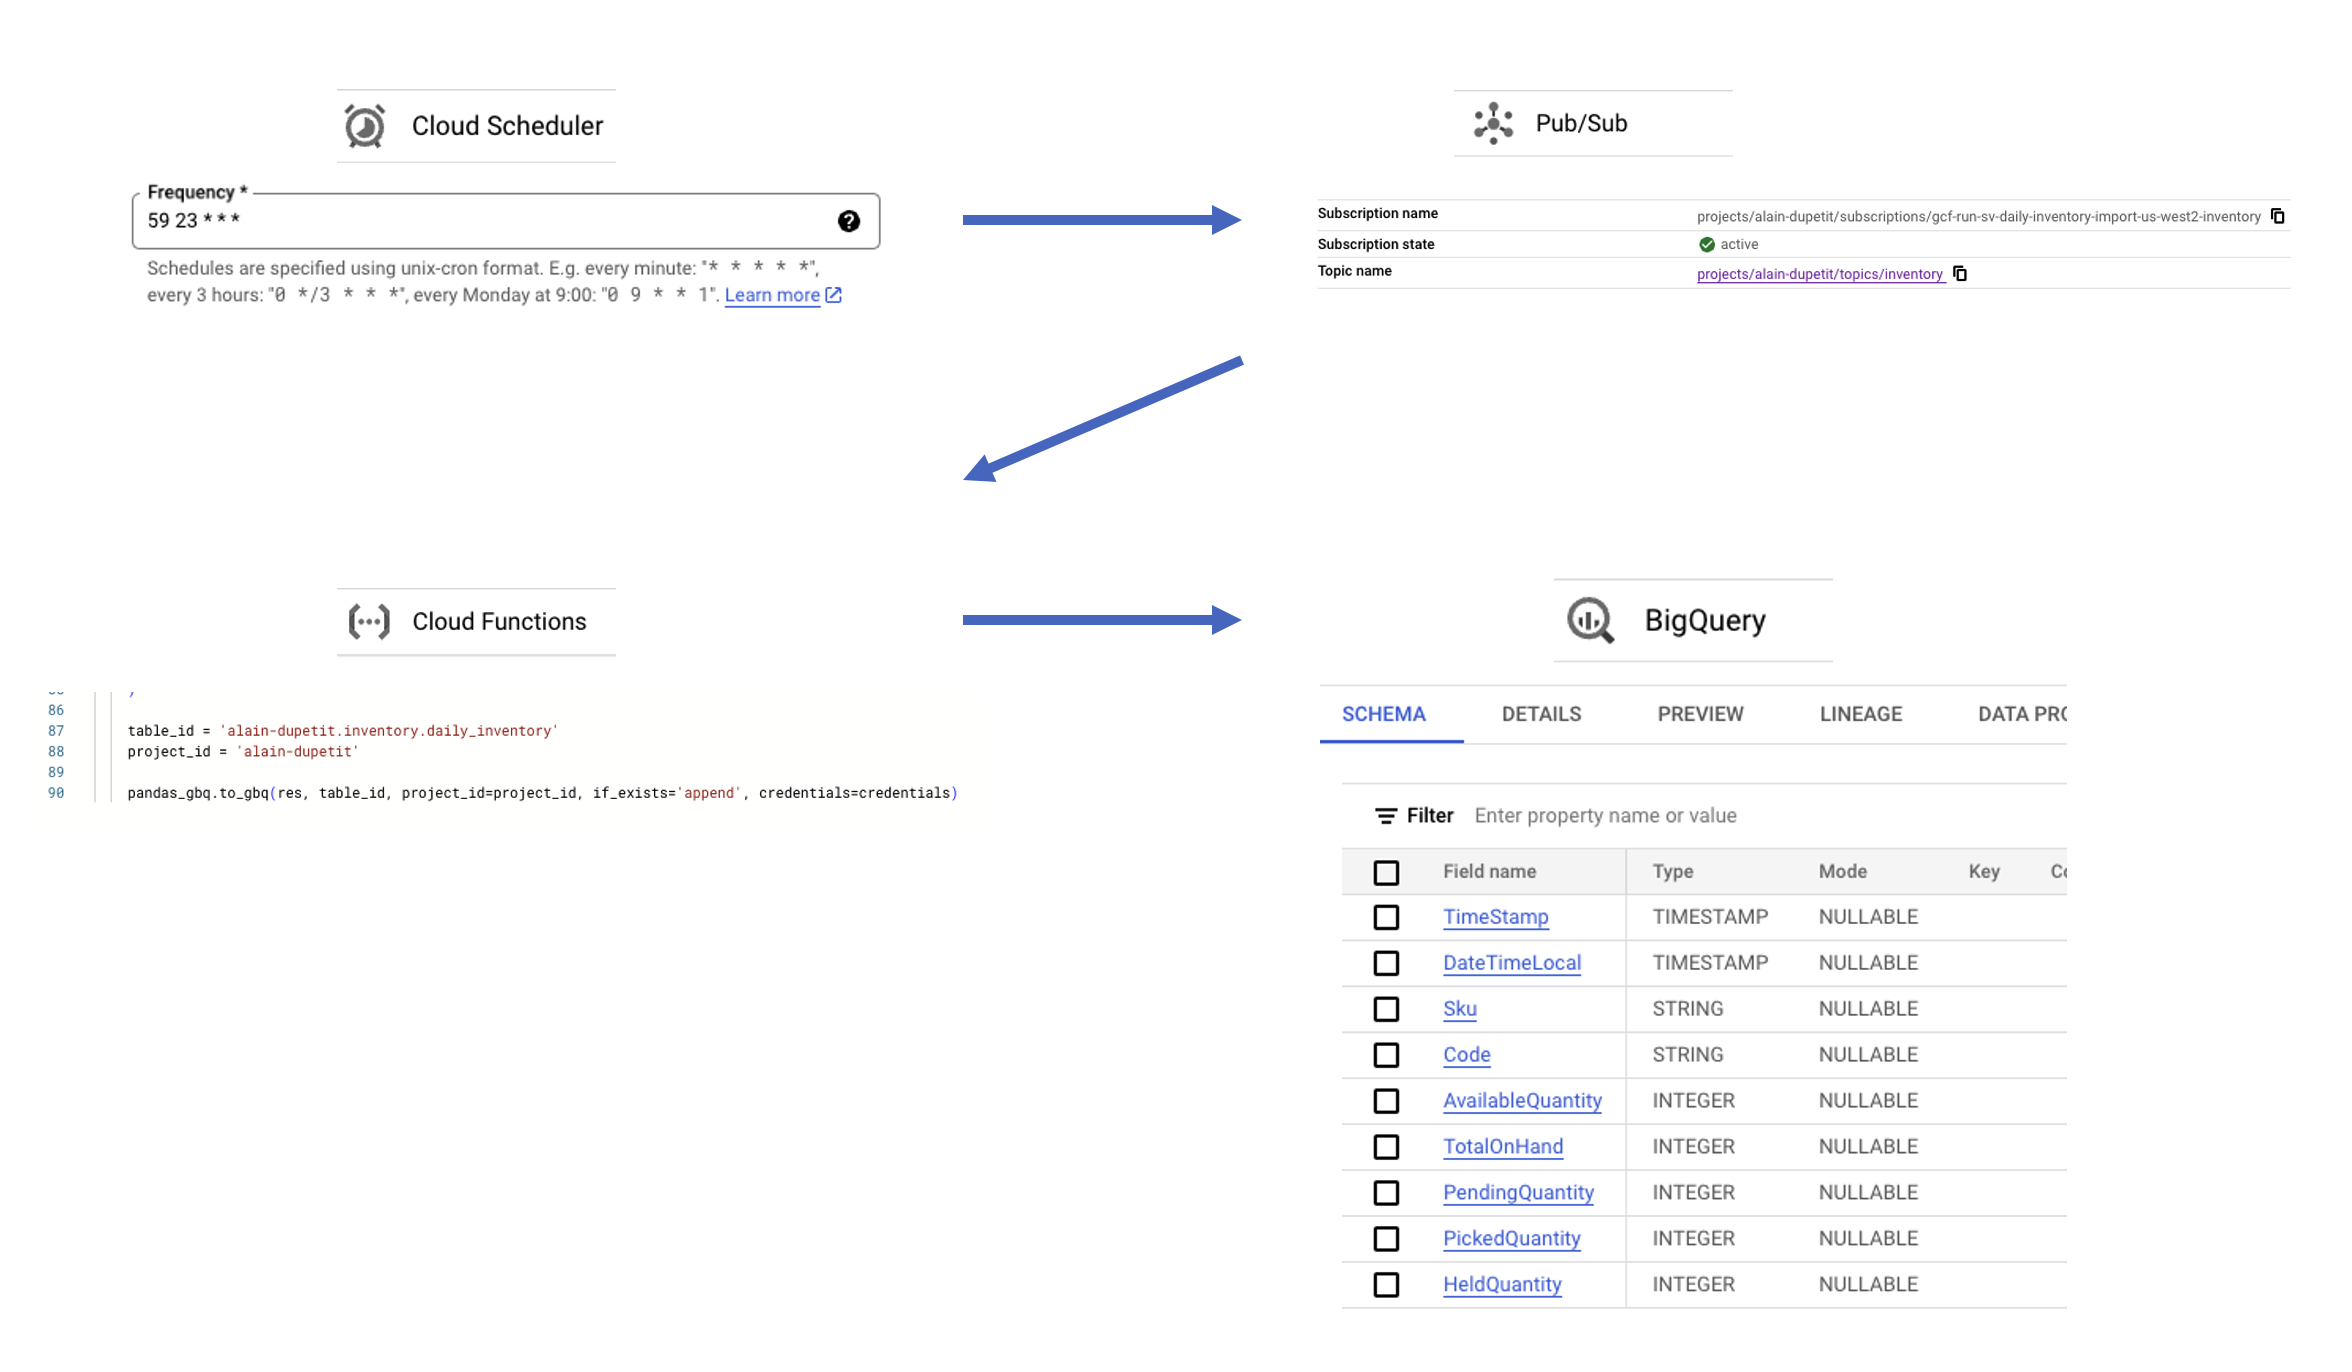 Cloud Scheduler
Frequency *
59 23 * * *
Schedules are specified using unix-cron format. E.g. every minute: "* * * * *",
every 3 hours: "0 */3 * * *", every Monday at 9:00: "0 9 * * 1". Learn more
Pub/Sub
Subscription name projects/alain-dupetit/subscriptions/gcf-run-sv-daily-inventory-import-us-west2-inventory
Subscription state active
Topic name projects/alain-dupetit/topics/inventory
Cloud Functions
86
87 table_id = 'alain-dupetit.inventory.daily_inventory'
88 project_id = 'alain-dupetit'
89
90 pandas_gbq.to_gbq(res, table_id, project_id=project_id, if_exists='append', credentials=credentials)
BigQuery
SCHEMA DETAILS PREVIEW LINEAGE DATA PRO
Filter Enter property name or value
Field name Type Mode Key Co
TimeStamp TIMESTAMP NULLABLE
DateTimeLocal TIMESTAMP NULLABLE
Sku STRING NULLABLE
Code STRING NULLABLE
AvailableQuantity INTEGER NULLABLE
TotalOnHand INTEGER NULLABLE
PendingQuantity INTEGER NULLABLE
PickedQuantity INTEGER NULLABLE
HeldQuantity INTEGER NULLABLE